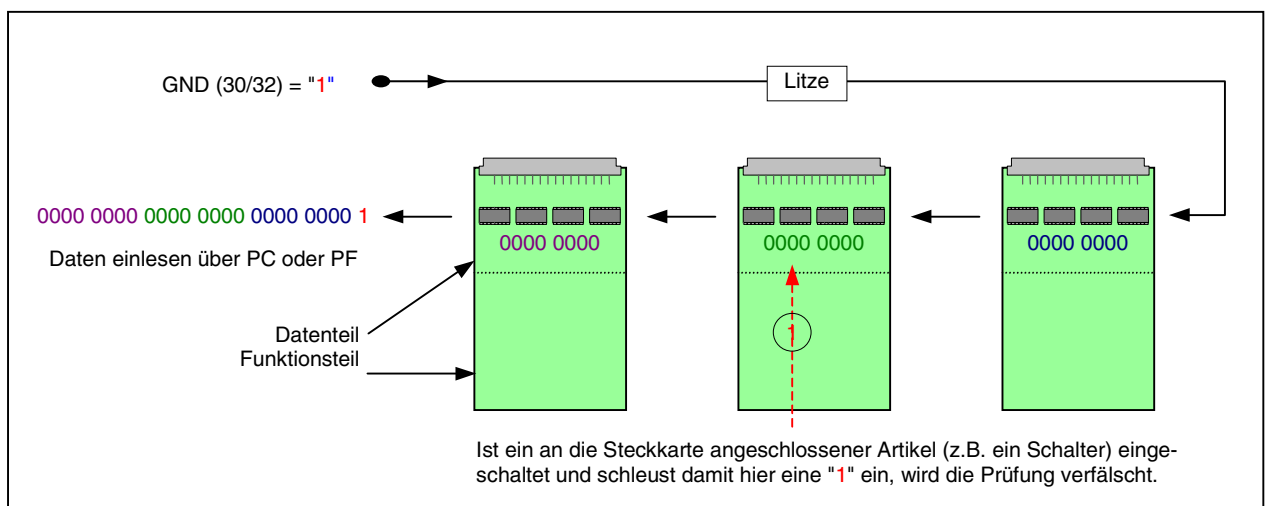 GND (30/32) = "1"
Litze
0000 0000 0000 0000 0000 0000 1
0000 0000
0000 0000
0000 0000
Daten einlesen über PC oder PF
1
Datenteil
Funktionsteil
Ist ein an die Steckkarte angeschlossener Artikel (z.B. ein Schalter) einge-
schaltet und schleust damit hier eine "1" ein, wird die Prüfung verfälscht.